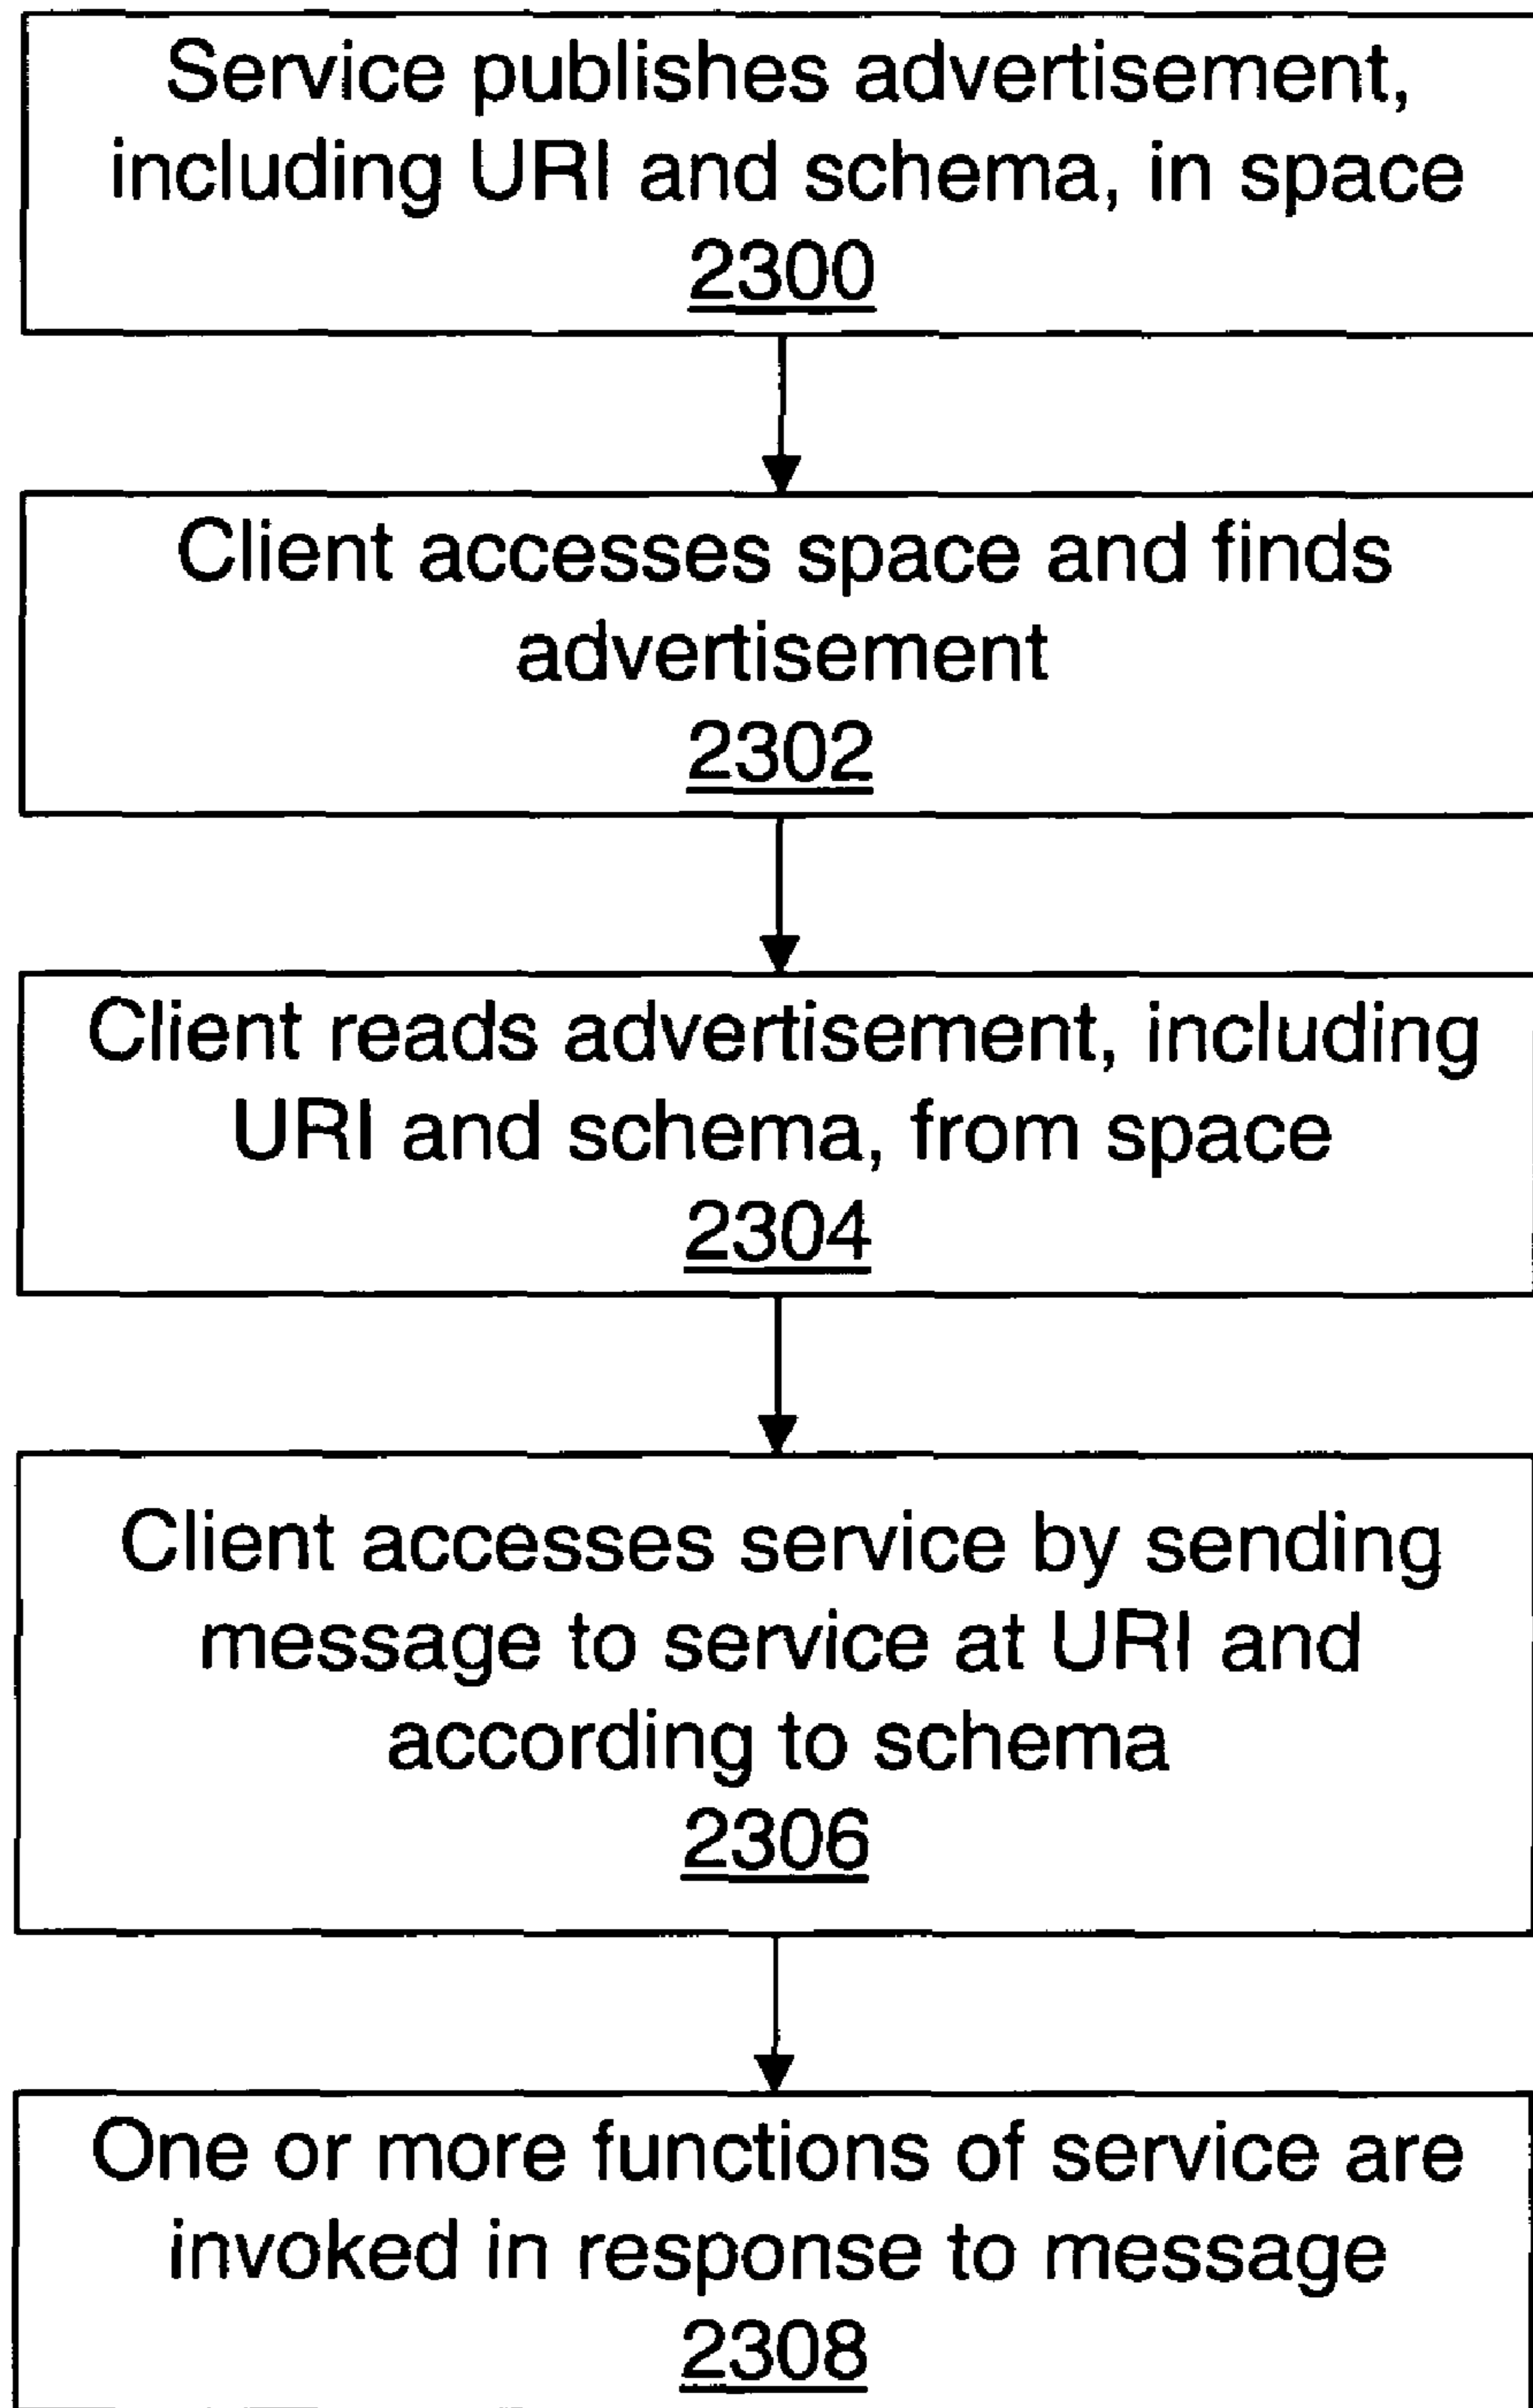 Service publishes advertisement,
including URI and schema, in space
2300
Client accesses space and finds
advertisement
2302
Client reads advertisement, including
URI and schema, from space
2304
Client accesses service by sending
message to service at URI and
according to schema
2306
One or more functions of service are
invoked in response to message
2308